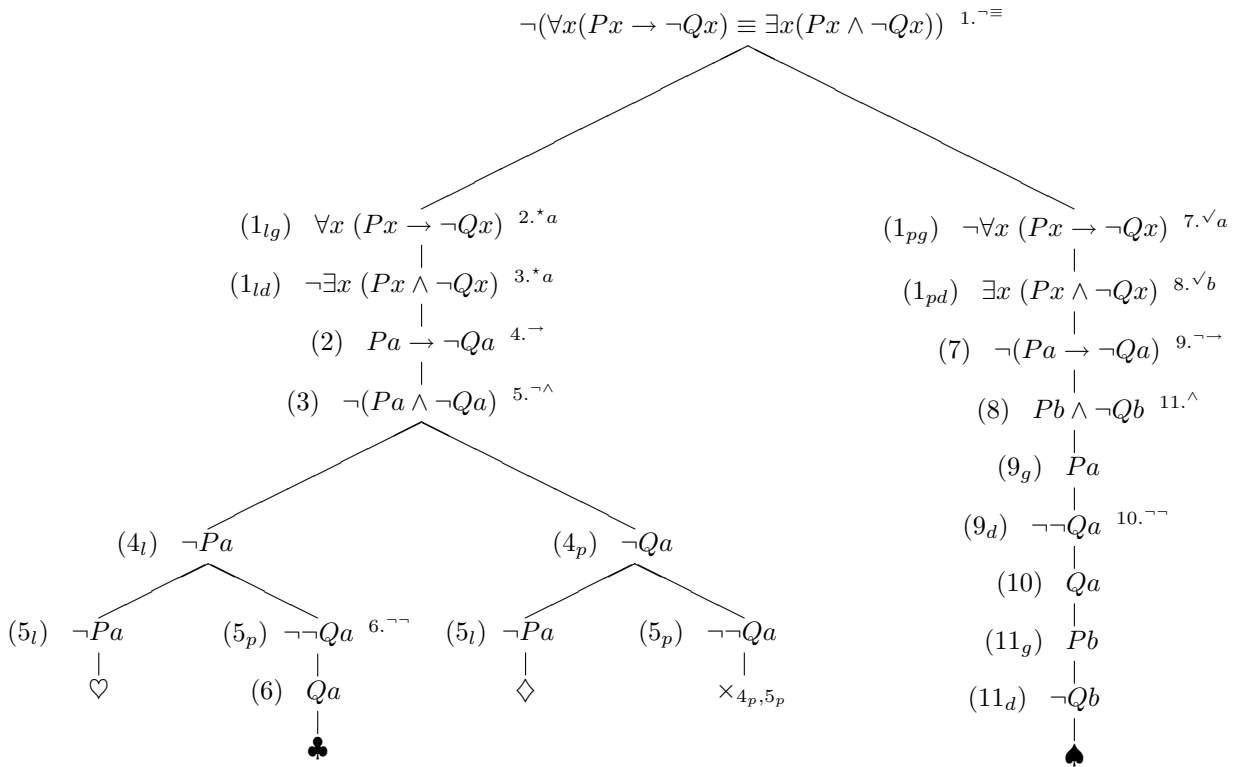 ¬(∀x(Px → ¬Qx) ≡ ∃x(Px ∧ ¬Qx)) 1.¬≡
(1lg) ∀x (Px → ¬Qx) 2.⋆a
(1ld) ¬∃x (Px ∧ ¬Qx) 3.⋆a
(2) Pa → ¬Qa 4.→
(3) ¬(Pa ∧ ¬Qa) 5.¬∧
(4l) ¬Pa
(4p) ¬Qa
(5l) ¬Pa
(5p) ¬¬Qa 6.¬¬
(5l) ¬Pa
(5p) ¬¬Qa
♡
(6) Qa
♢
×4p,5p
♣
(1pg) ¬∀x (Px → ¬Qx) 7.√a
(1pd) ∃x (Px ∧ ¬Qx) 8.√b
(7) ¬(Pa → ¬Qa) 9.¬→
(8) Pb ∧ ¬Qb 11.∧
(9g) Pa
(9d) ¬¬Qa 10.¬¬
(10) Qa
(11g) Pb
(11d) ¬Qb
♠